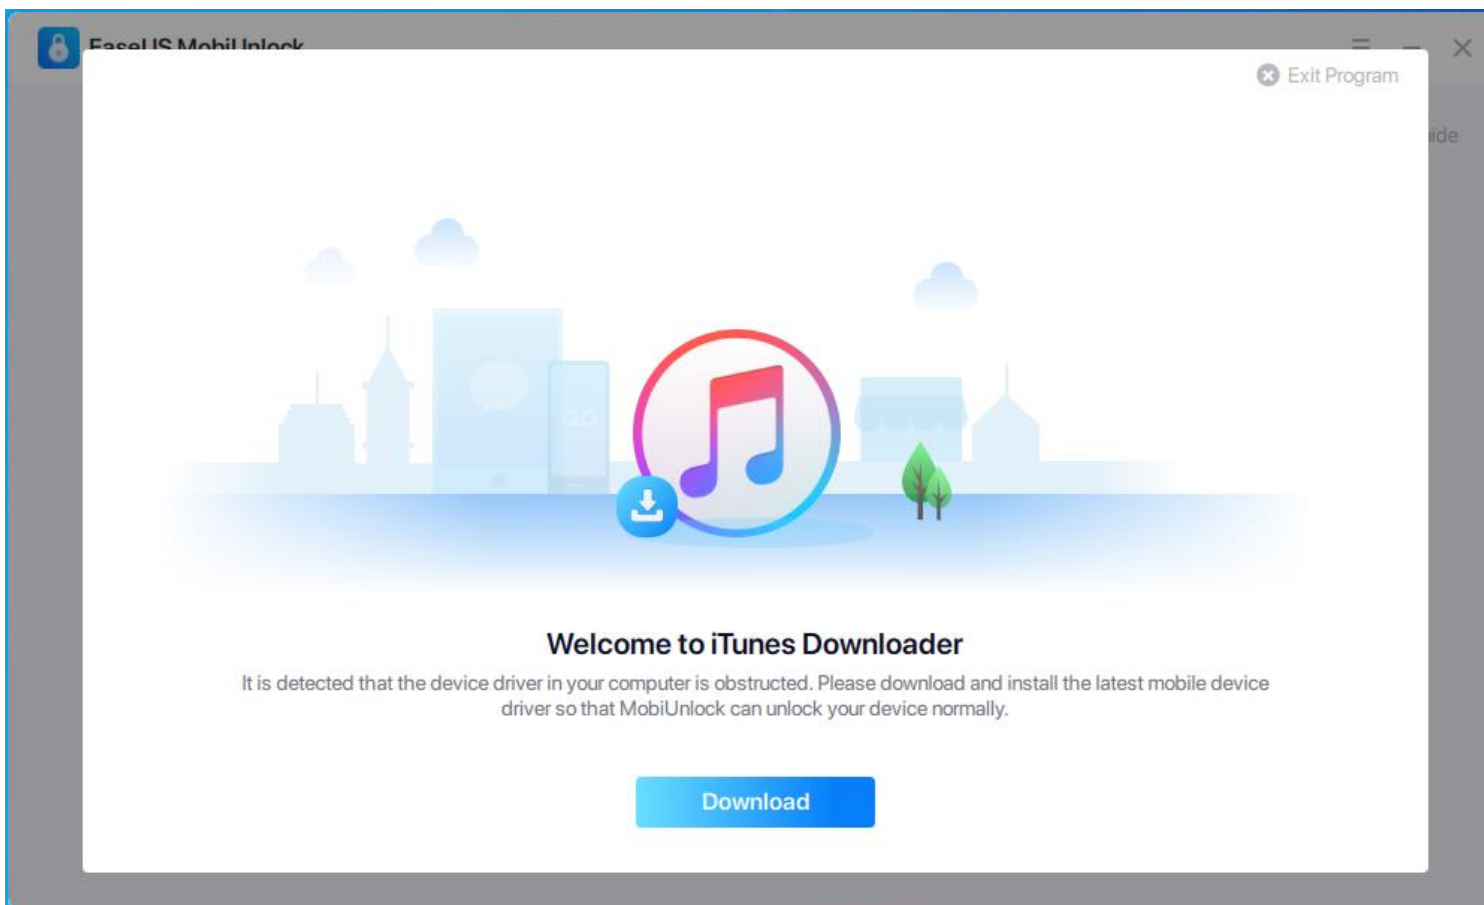 EaseUS MobiUnlock
Exit Program
Welcome to iTunes Downloader
It is detected that the device driver in your computer is obstructed. Please download and install the latest mobile device
driver so that MobiUnlock can unlock your device normally.
Download